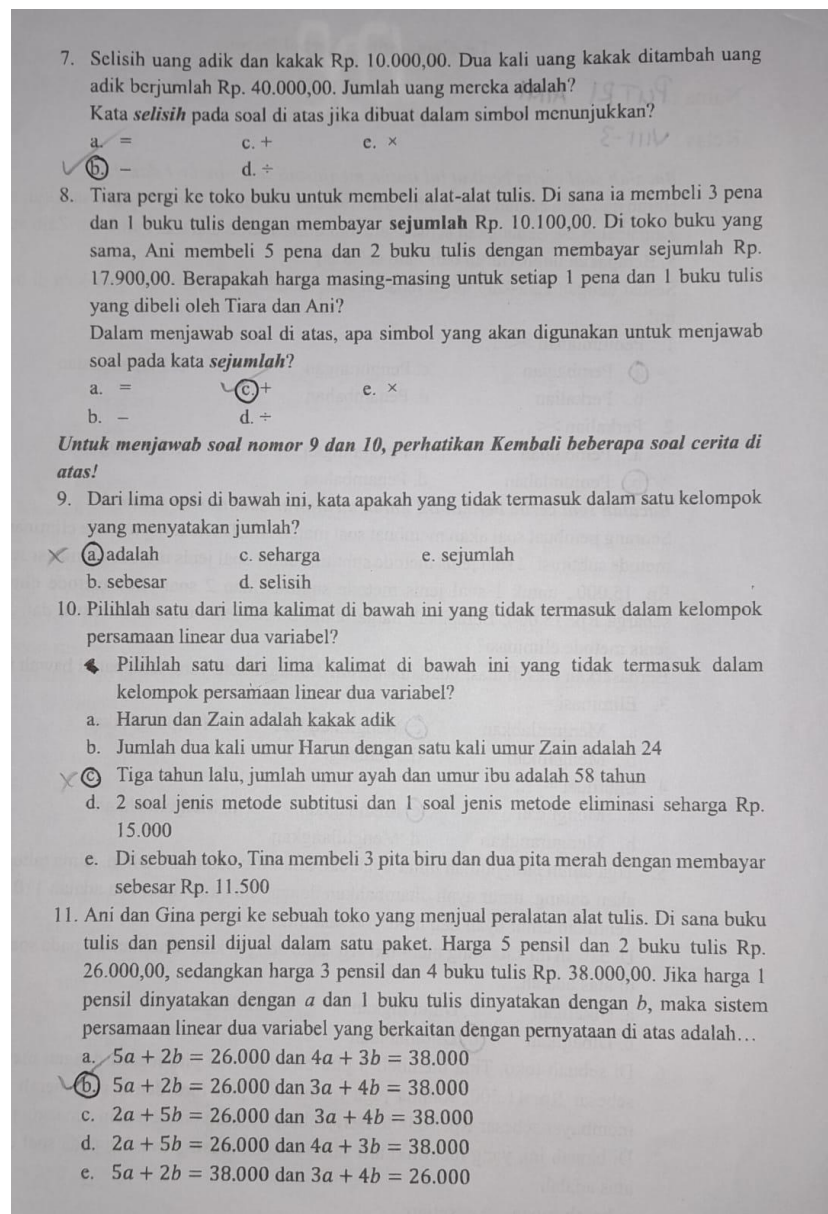 7. Selisih uang adik dan kakak Rp. 10.000,00. Dua kali uang kakak ditambah uang
adik berjumlah Rp. 40.000,00. Jumlah uang mereka adalah?
Kata selisih pada soal di atas jika dibuat dalam simbol menunjukkan?
a. = c. + e. ×
b. − d. ÷
8. Tiara pergi ke toko buku untuk membeli alat-alat tulis. Di sana ia membeli 3 pena
dan 1 buku tulis dengan membayar sejumlah Rp. 10.100,00. Di toko buku yang
sama, Ani membeli 5 pena dan 2 buku tulis dengan membayar sejumlah Rp.
17.900,00. Berapakah harga masing-masing untuk setiap 1 pena dan 1 buku tulis
yang dibeli oleh Tiara dan Ani?
Dalam menjawab soal di atas, apa simbol yang akan digunakan untuk menjawab
soal pada kata sejumlah?
a. = c. + e. ×
b. − d. ÷
Untuk menjawab soal nomor 9 dan 10, perhatikan Kembali beberapa soal cerita di
atas!
9. Dari lima opsi di bawah ini, kata apakah yang tidak termasuk dalam satu kelompok
yang menyatakan jumlah?
a. adalah c. seharga e. sejumlah
b. sebesar d. selisih
10. Pilihlah satu dari lima kalimat di bawah ini yang tidak termasuk dalam kelompok
persamaan linear dua variabel?
Pilihlah satu dari lima kalimat di bawah ini yang tidak termasuk dalam
kelompok persamaan linear dua variabel?
a. Harun dan Zain adalah kakak adik
b. Jumlah dua kali umur Harun dengan satu kali umur Zain adalah 24
c. Tiga tahun lalu, jumlah umur ayah dan umur ibu adalah 58 tahun
d. 2 soal jenis metode subtitusi dan 1 soal jenis metode eliminasi seharga Rp.
15.000
e. Di sebuah toko, Tina membeli 3 pita biru dan dua pita merah dengan membayar
sebesar Rp. 11.500
11. Ani dan Gina pergi ke sebuah toko yang menjual peralatan alat tulis. Di sana buku
tulis dan pensil dijual dalam satu paket. Harga 5 pensil dan 2 buku tulis Rp.
26.000,00, sedangkan harga 3 pensil dan 4 buku tulis Rp. 38.000,00. Jika harga 1
pensil dinyatakan dengan a dan 1 buku tulis dinyatakan dengan b, maka sistem
persamaan linear dua variabel yang berkaitan dengan pernyataan di atas adalah…
a. 5a + 2b = 26.000 dan 4a + 3b = 38.000
b. 5a + 2b = 26.000 dan 3a + 4b = 38.000
c. 2a + 5b = 26.000 dan 3a + 4b = 38.000
d. 2a + 5b = 26.000 dan 4a + 3b = 38.000
e. 5a + 2b = 38.000 dan 3a + 4b = 26.000